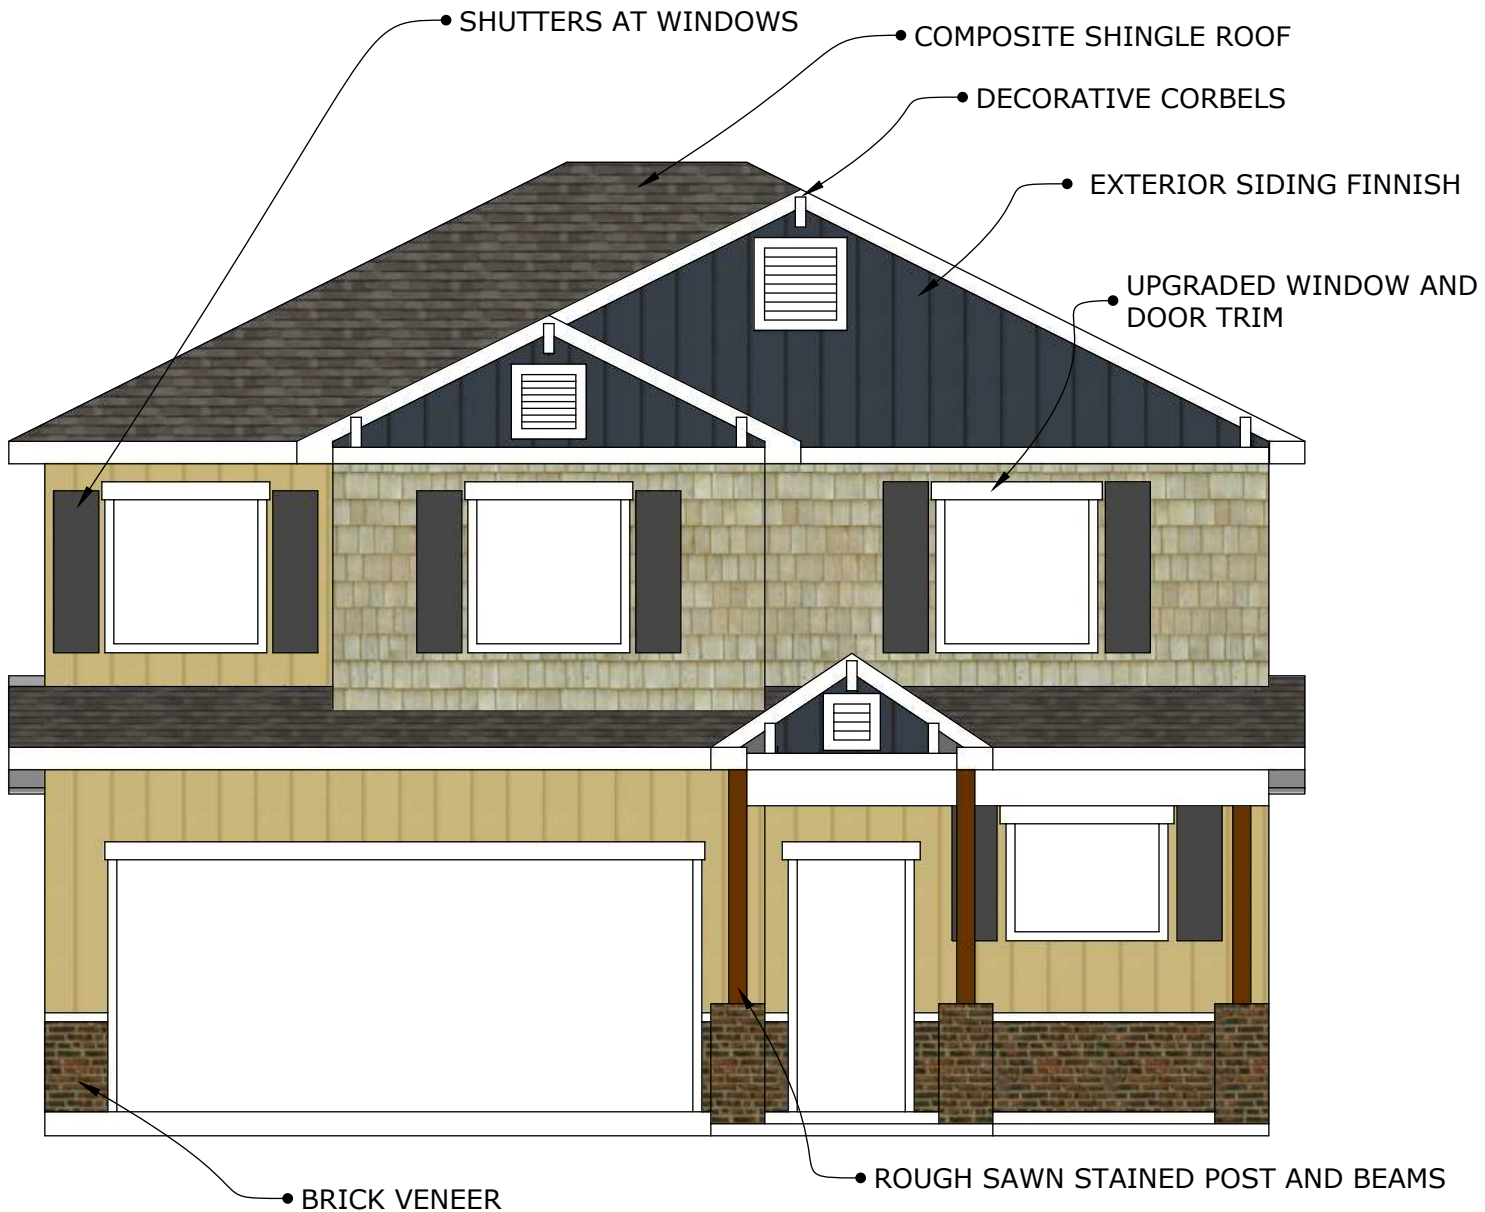 SHUTTERS AT WINDOWS
COMPOSITE SHINGLE ROOF
DECORATIVE CORBELS
EXTERIOR SIDING FINNISH
UPGRADED WINDOW AND
DOOR TRIM
ROUGH SAWN STAINED POST AND BEAMS
BRICK VENEER